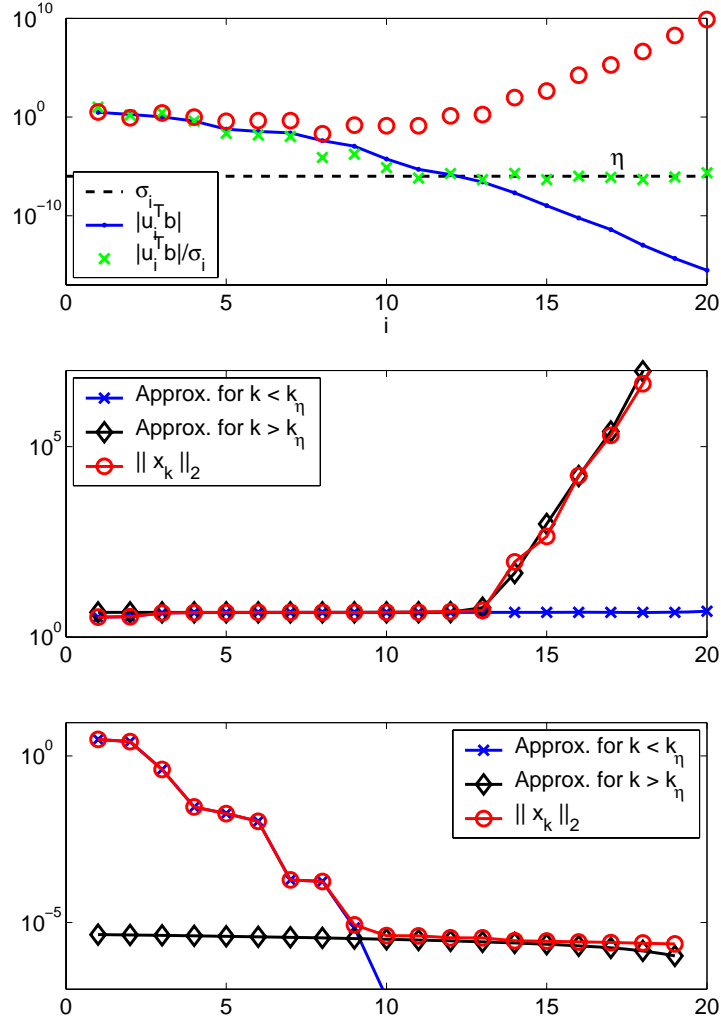 10^10
10^0
10^-10
η
σ_i
|u_i^T b|
|u_i^T b|/σ_i
0 5 10 15 20
i
10^5
10^0
Approx. for k < k_η
Approx. for k > k_η
|| x_k ||_2
0 5 10 15 20
10^0
10^-5
Approx. for k < k_η
Approx. for k > k_η
|| x_k ||_2
0 5 10 15 20